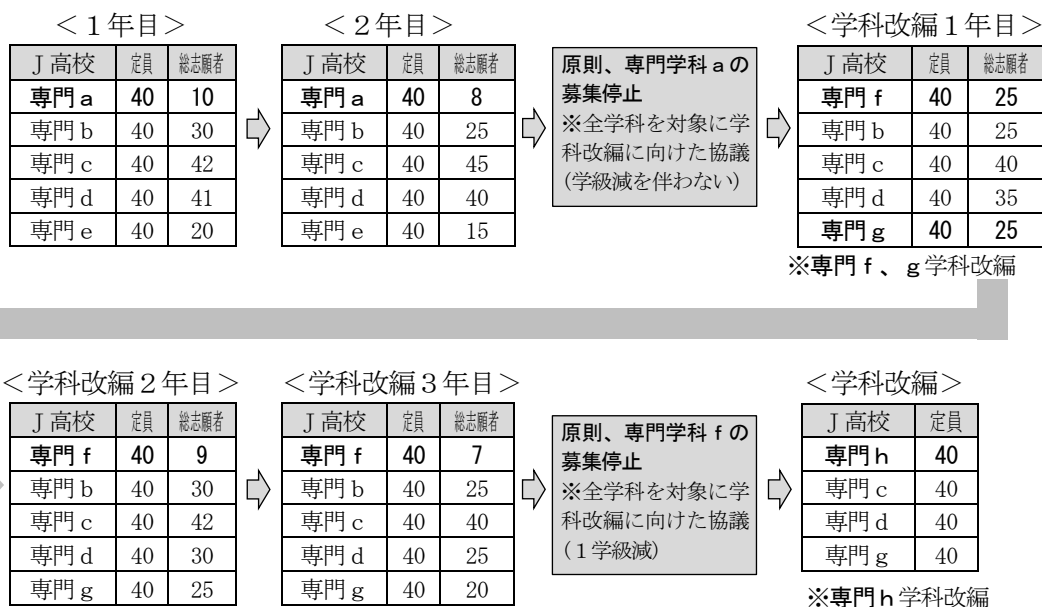 ＜１年目＞
Ｊ高校 定員 総志願者
専門ａ 40 10
専門ｂ 40 30
専門ｃ 40 42
専門ｄ 40 41
専門ｅ 40 20
＜２年目＞
Ｊ高校 定員 総志願者
専門ａ 40 8
専門ｂ 40 25
専門ｃ 40 45
専門ｄ 40 40
専門ｅ 40 15
原則、専門学科ａの
募集停止
※全学科を対象に学
科改編に向けた協議
（学級減を伴わない）
＜学科改編１年目＞
Ｊ高校 定員 総志願者
専門ｆ 40 25
専門ｂ 40 25
専門ｃ 40 40
専門ｄ 40 35
専門ｇ 40 25
※専門ｆ、ｇ学科改編
＜学科改編２年目＞
Ｊ高校 定員 総志願者
専門ｆ 40 9
専門ｂ 40 30
専門ｃ 40 42
専門ｄ 40 30
専門ｇ 40 25
＜学科改編３年目＞
Ｊ高校 定員 総志願者
専門ｆ 40 7
専門ｂ 40 25
専門ｃ 40 40
専門ｄ 40 25
専門ｇ 40 20
原則、専門学科ｆの
募集停止
※全学科を対象に学
科改編に向けた協議
（１学級減）
＜学科改編＞
Ｊ高校 定員
専門ｈ 40
専門ｃ 40
専門ｄ 40
専門ｇ 40
※専門ｈ学科改編